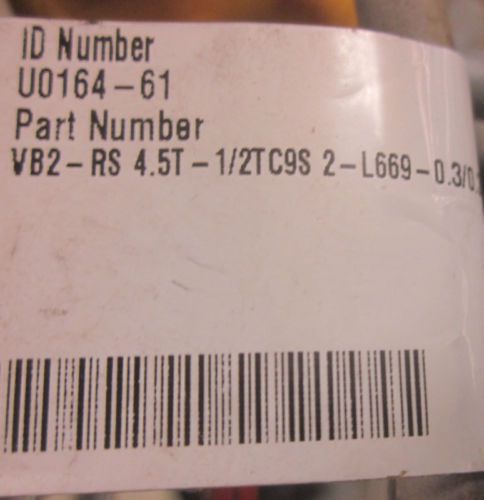 ID Number
U0164-61
Part Number
VB2-RS 4.5T-1/2TC9S 2-L669-0.3/0.